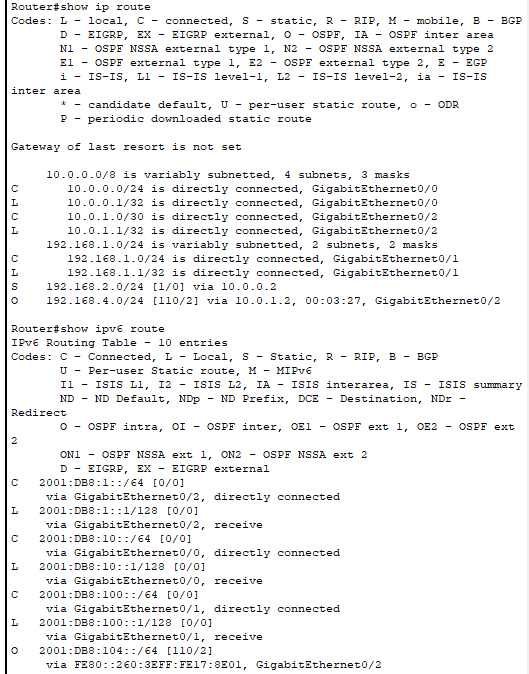 Router#show ip route
Codes: L - local, C - connected, S - static, R - RIP, M - mobile, B - BGP
D - EIGRP, EX - EIGRP external, O - OSPF, IA - OSPF inter area
N1 - OSPF NSSA external type 1, N2 - OSPF NSSA external type 2
E1 - OSPF external type 1, E2 - OSPF external type 2, E - EGP
i - IS-IS, L1 - IS-IS level-1, L2 - IS-IS level-2, ia - IS-IS
inter area
* - candidate default, U - per-user static route, o - ODR
P - periodic downloaded static route
Gateway of last resort is not set
10.0.0.0/8 is variably subnetted, 4 subnets, 3 masks
C 10.0.0.0/24 is directly connected, GigabitEthernet0/0
L 10.0.0.1/32 is directly connected, GigabitEthernet0/0
C 10.0.1.0/30 is directly connected, GigabitEthernet0/2
L 10.0.1.1/32 is directly connected, GigabitEthernet0/2
192.168.1.0/24 is variably subnetted, 2 subnets, 2 masks
C 192.168.1.0/24 is directly connected, GigabitEthernet0/1
L 192.168.1.1/32 is directly connected, GigabitEthernet0/1
S 192.168.2.0/24 [1/0] via 10.0.0.2
O 192.168.4.0/24 [110/2] via 10.0.1.2, 00:03:27, GigabitEthernet0/2
Router#show ipv6 route
IPv6 Routing Table - 10 entries
Codes: C - Connected, L - Local, S - Static, R - RIP, B - BGP
U - Per-user Static route, M - MIPv6
I1 - ISIS L1, I2 - ISIS L2, IA - ISIS interarea, IS - ISIS summary
ND - ND Default, NDp - ND Prefix, DCE - Destination, NDr -
Redirect
O - OSPF intra, OI - OSPF inter, OE1 - OSPF ext 1, OE2 - OSPF ext
2
ON1 - OSPF NSSA ext 1, ON2 - OSPF NSSA ext 2
D - EIGRP, EX - EIGRP external
C 2001:DB8:1::/64 [0/0]
via GigabitEthernet0/2, directly connected
L 2001:DB8:1::1/128 [0/0]
via GigabitEthernet0/2, receive
C 2001:DB8:10::/64 [0/0]
via GigabitEthernet0/0, directly connected
L 2001:DB8:10::1/128 [0/0]
via GigabitEthernet0/0, receive
C 2001:DB8:100::/64 [0/0]
via GigabitEthernet0/1, directly connected
L 2001:DB8:100::1/128 [0/0]
via GigabitEthernet0/1, receive
O 2001:DB8:104::/64 [110/2]
via FE80::260:3EFF:FE17:8E01, GigabitEthernet0/2